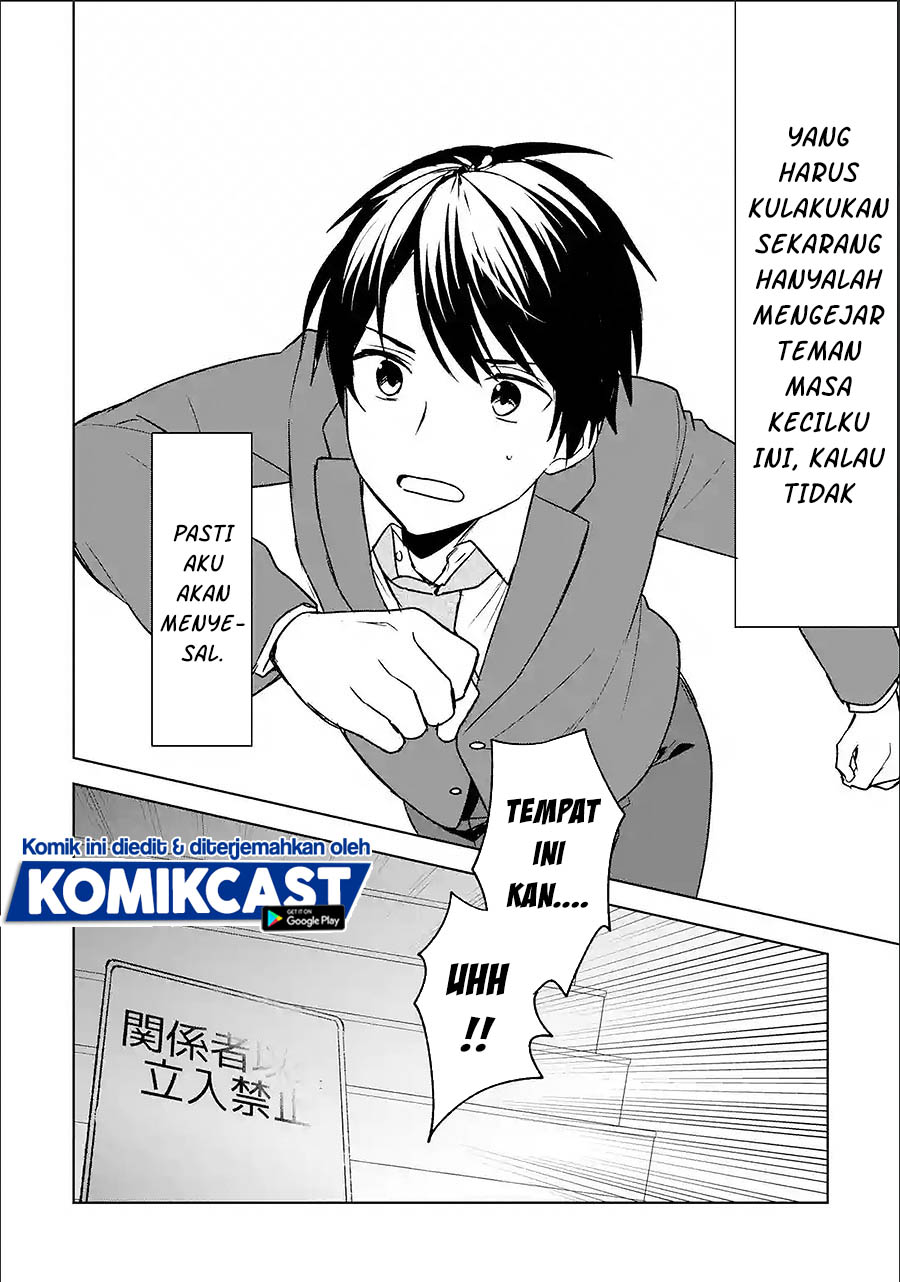 YANG
HARUS
KULAKUKAN
SEKARANG
HANYALAH
MENGEJAR
TEMAN
MASA
KECILKU
INI, KALAU
TIDAK
PASTI
AKU
AKAN
MENYE-
SAL.
TEMPAT
INI
KAN....
UHH
!!
Komik ini diedit & diterjemahkan oleh
KOMIKCAST
GET IT ON
Google Play
関係者以
立入禁止